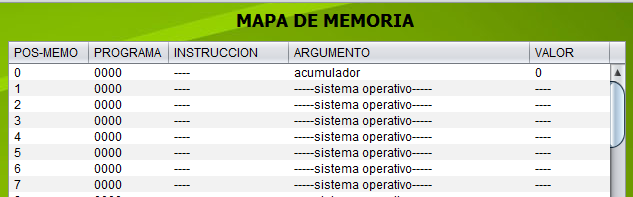 MAPA DE MEMORIA
POS-MEMO PROGRAMA INSTRUCCION ARGUMENTO VALOR
0 0000 ---- acumulador 0
1 0000 ---- -----sistema operativo----- ----
2 0000 ---- -----sistema operativo----- ----
3 0000 ---- -----sistema operativo----- ----
4 0000 ---- -----sistema operativo----- ----
5 0000 ---- -----sistema operativo----- ----
6 0000 ---- -----sistema operativo----- ----
7 0000 ---- -----sistema operativo----- ----